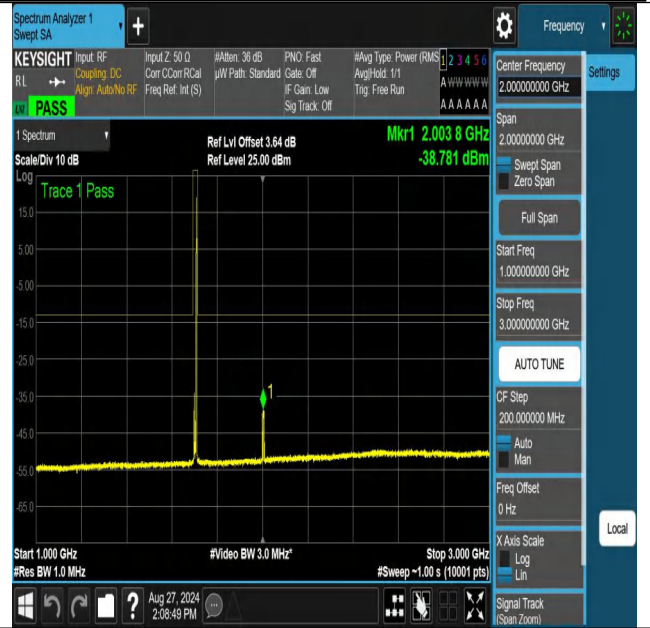 Spectrum Analyzer 1
Swept SA
+
Frequency
KEYSIGHT Input: RF
RL
Coupling: DC
Align: Auto/No RF
LXI PASS
Input Z: 50 Ω
Corr CCorr RCal
Freq Ref: Int (S)
#Atten: 36 dB
µW Path: Standard
PNO: Fast
Gate: Off
IF Gain: Low
Sig Track: Off
#Avg Type: Power (RMS
Avg|Hold: 1/1
Trig: Free Run
1 2 3 4 5 6
A W W W W W
A A A A A A
1 Spectrum
Scale/Div 10 dB
Ref Lvl Offset 3.64 dB
Ref Level 25.00 dBm
Mkr1 2.003 8 GHz
-38.781 dBm
Log
Trace 1 Pass
15.0
5.00
-5.00
-15.0
-25.0
-35.0
-45.0
-55.0
-65.0
1
Start 1.000 GHz
#Res BW 1.0 MHz
#Video BW 3.0 MHz*
Stop 3.000 GHz
#Sweep ~1.00 s (10001 pts)
Aug 27, 2024
2:08:49 PM
?
Center Frequency
2.000000000 GHz
Span
2.00000000 GHz
Swept Span
Zero Span
Full Span
Start Freq
1.000000000 GHz
Stop Freq
3.000000000 GHz
AUTO TUNE
CF Step
200.000000 MHz
Auto
Man
Freq Offset
0 Hz
X Axis Scale
Log
Lin
Signal Track
(Span Zoom)
Settings
Local